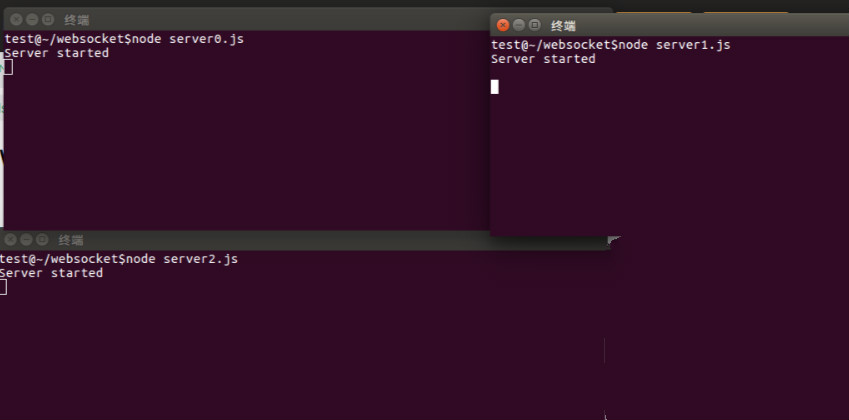 终端
test@~/websocket$node server0.js
Server started
终端
test@~/websocket$node server1.js
Server started
终端
test@~/websocket$node server2.js
Server started